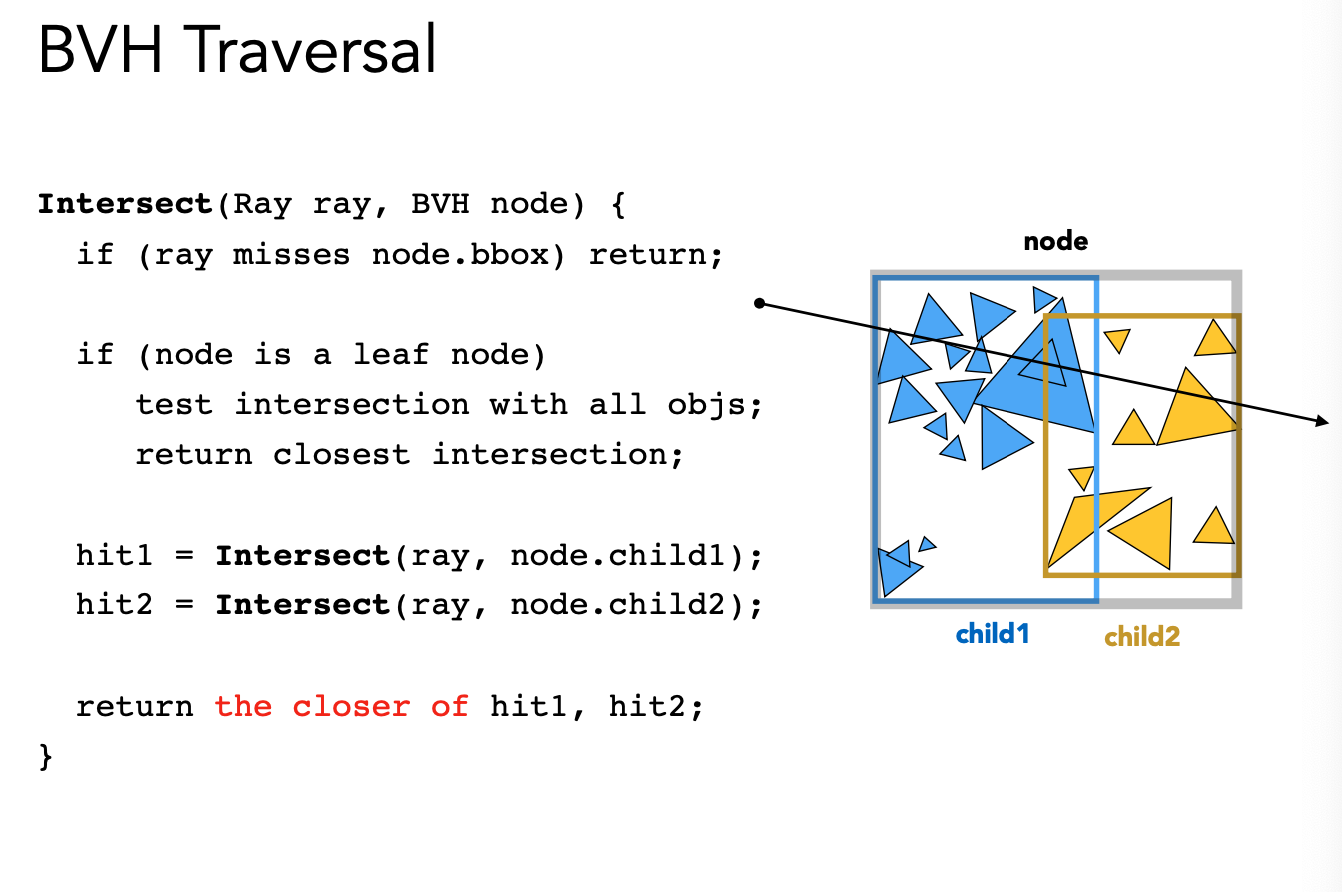 BVH Traversal
Intersect(Ray ray, BVH node) {
if (ray misses node.bbox) return;
if (node is a leaf node)
test intersection with all objs;
return closest intersection;
hit1 = Intersect(ray, node.child1);
hit2 = Intersect(ray, node.child2);
return the closer of hit1, hit2;
}
node
child1
child2